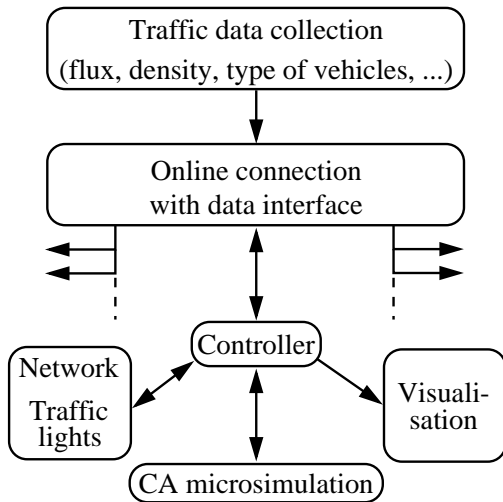 Traffic data collection
(flux, density, type of vehicles, ...)
Online connection
with data interface
Controller
Network
Traffic
lights
Visuali-
sation
CA microsimulation